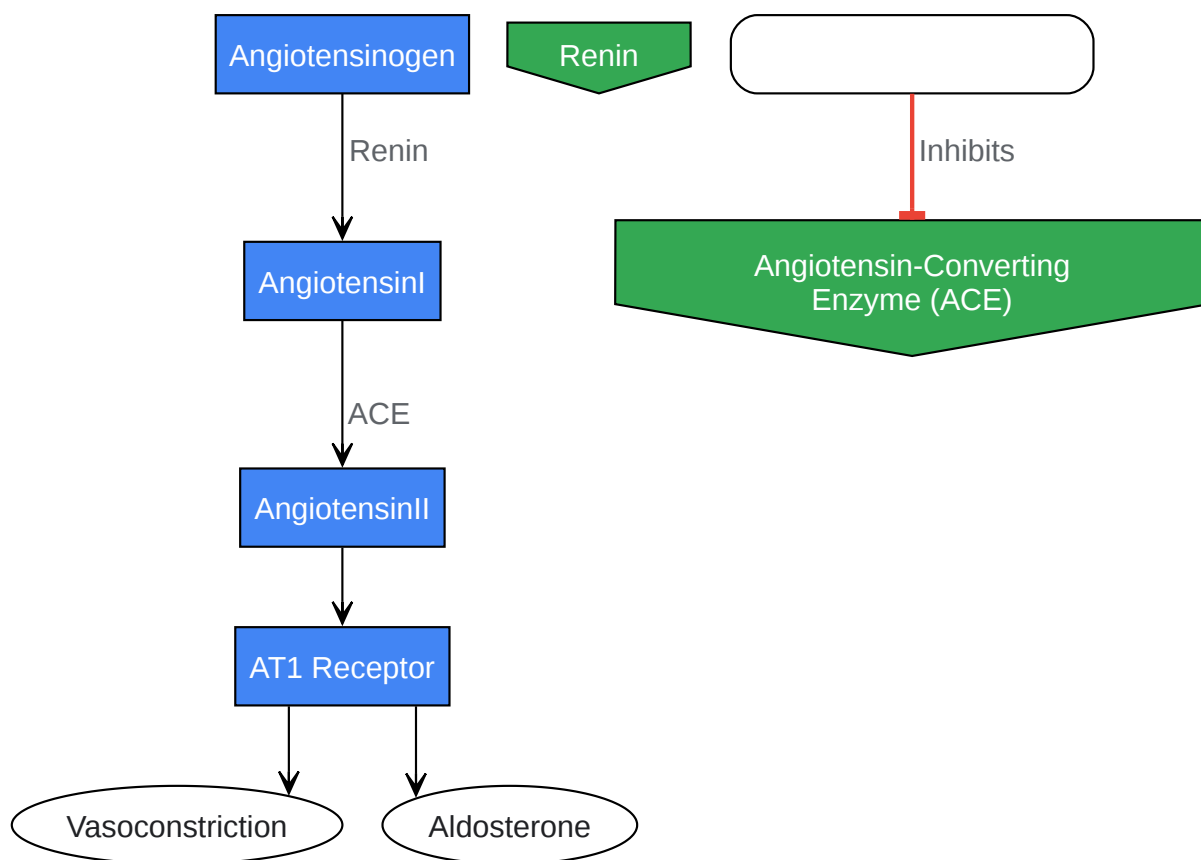 Angiotensinogen
Renin
Renin
Inhibits
AngiotensinI
Angiotensin-Converting
Enzyme (ACE)
ACE
AngiotensinII
AT1 Receptor
Vasoconstriction
Aldosterone